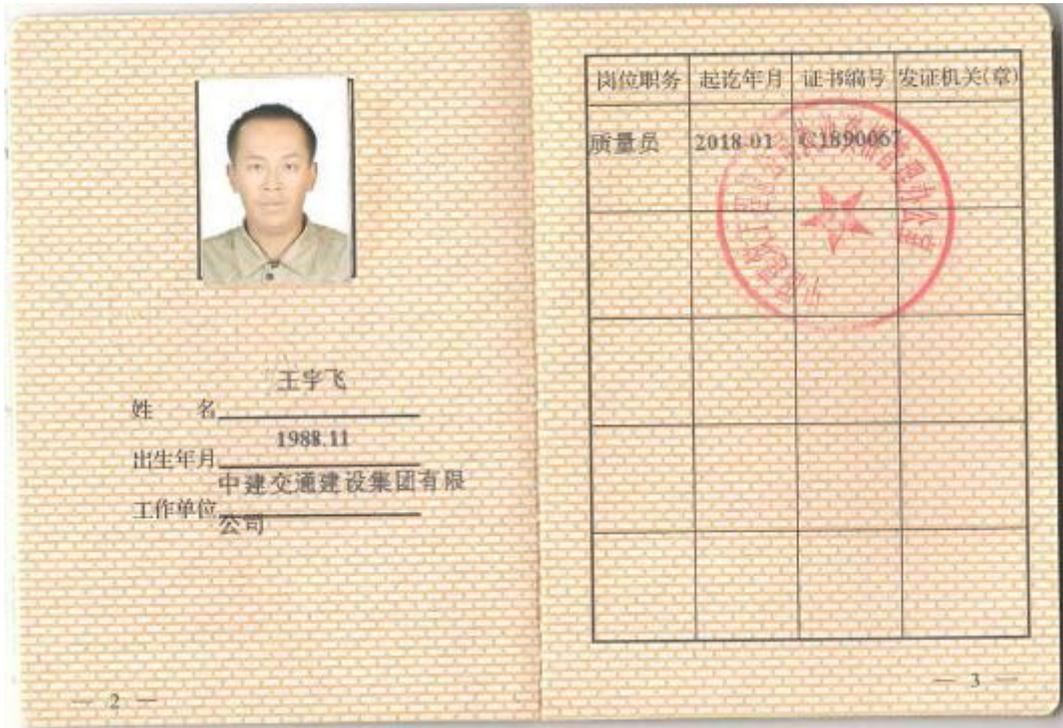 王宇飞
姓 名
1988.11
出生年月
中建交通建设集团有限
工作单位
公司
— 2 —
岗位职务 起讫年月 证书编号 发证机关(章)
质量员 2018 01 C1890067
— 3 —